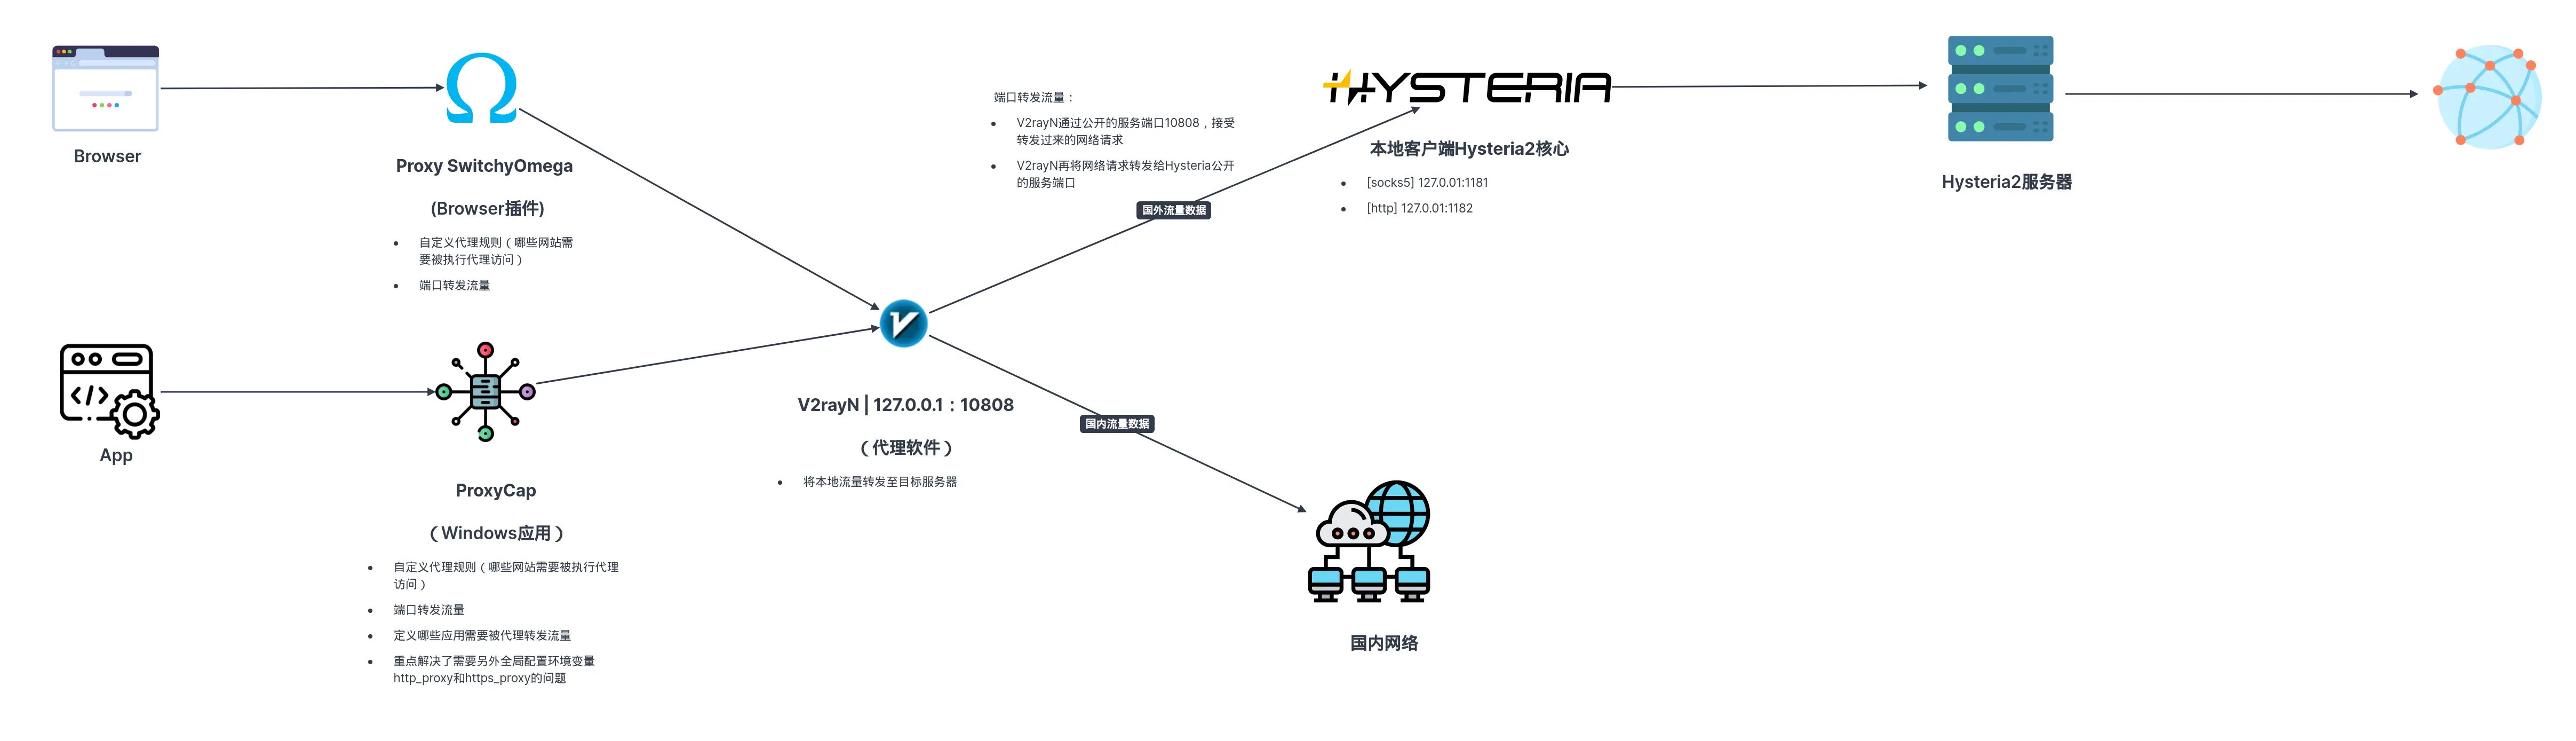 Browser
Proxy SwitchyOmega
(Browser插件)
自定义代理规则（哪些网站需
要被执行代理访问）
端口转发流量
App
ProxyCap
（Windows应用）
自定义代理规则（哪些网站需要被执行代理
访问）
端口转发流量
定义哪些应用需要被代理转发流量
重点解决了需要另外全局配置环境变量
http_proxy和https_proxy的问题
V2rayN | 127.0.0.1：10808
（代理软件）
将本地流量转发至目标服务器
端口转发流量：
V2rayN通过公开的服务端口10808，接受
转发过来的网络请求
V2rayN再将网络请求转发给Hysteria公开
的服务端口
国外流量数据
国内流量数据
HYSTERIA
本地客户端Hysteria2核心
[socks5] 127.0.01:1181
[http] 127.0.01:1182
国内网络
Hysteria2服务器